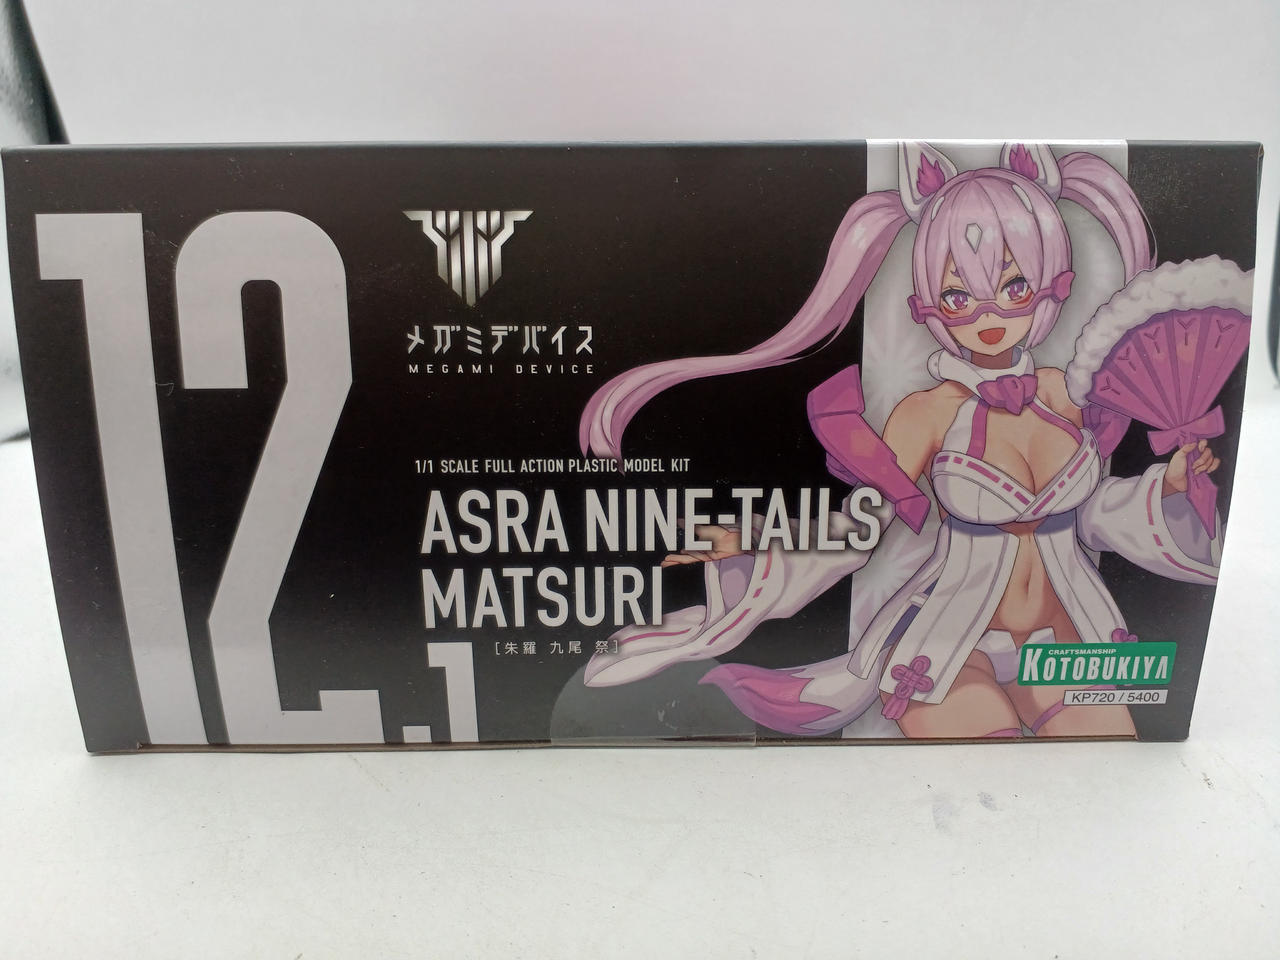 12.1
メガミデバイス
MEGAMI DEVICE
1/1 SCALE FULL ACTION PLASTIC MODEL KIT
ASRA NINE-TAILS
MATSURI
[朱羅 九尾 祭]
CRAFTSMANSHIP
KOTOBUKIYA
KP720 / 5400